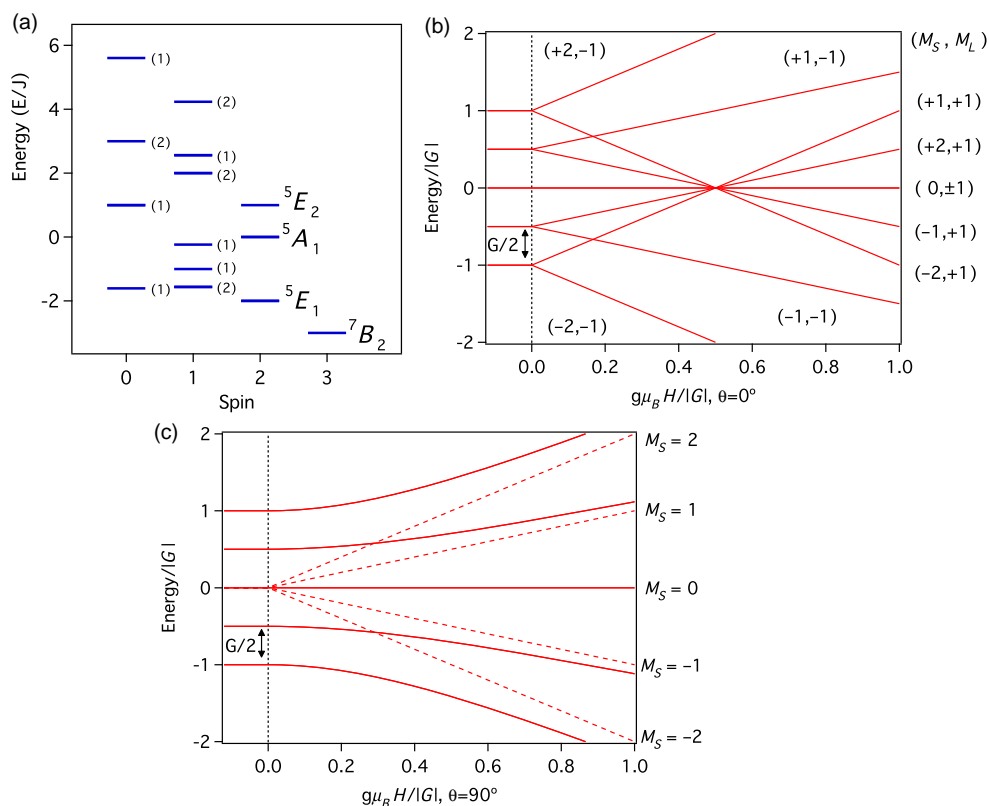 (a)
Energy (E/J)
6
4
2
0
-2
(1)
(2)
(2)
(1)
(2)
(1)
(1)
(1)
(1)
(2)
⁵E₂
⁵A₁
⁵E₁
⁷B₂
0
1
2
3
Spin
(b)
Energy/|G|
2
1
0
-1
-2
(+2,−1)
(+1,−1)
G/2
(−2,−1)
(−1,−1)
(M_S , M_L)
(+1,+1)
(+2,+1)
( 0,±1)
(−1,+1)
(−2,+1)
0.0
0.2
0.4
0.6
0.8
1.0
gμ_B H/|G|, θ=0º
(c)
Energy/|G|
2
1
0
-1
-2
G/2
M_S = 2
M_S = 1
M_S = 0
M_S = −1
M_S = −2
0.0
0.2
0.4
0.6
0.8
1.0
gμ_B H/|G|, θ=90º